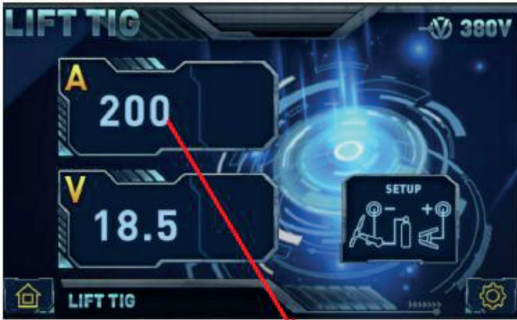 LIFT TIG
380V
A
200
V
18.5
SETUP
- +
LIFT TIG